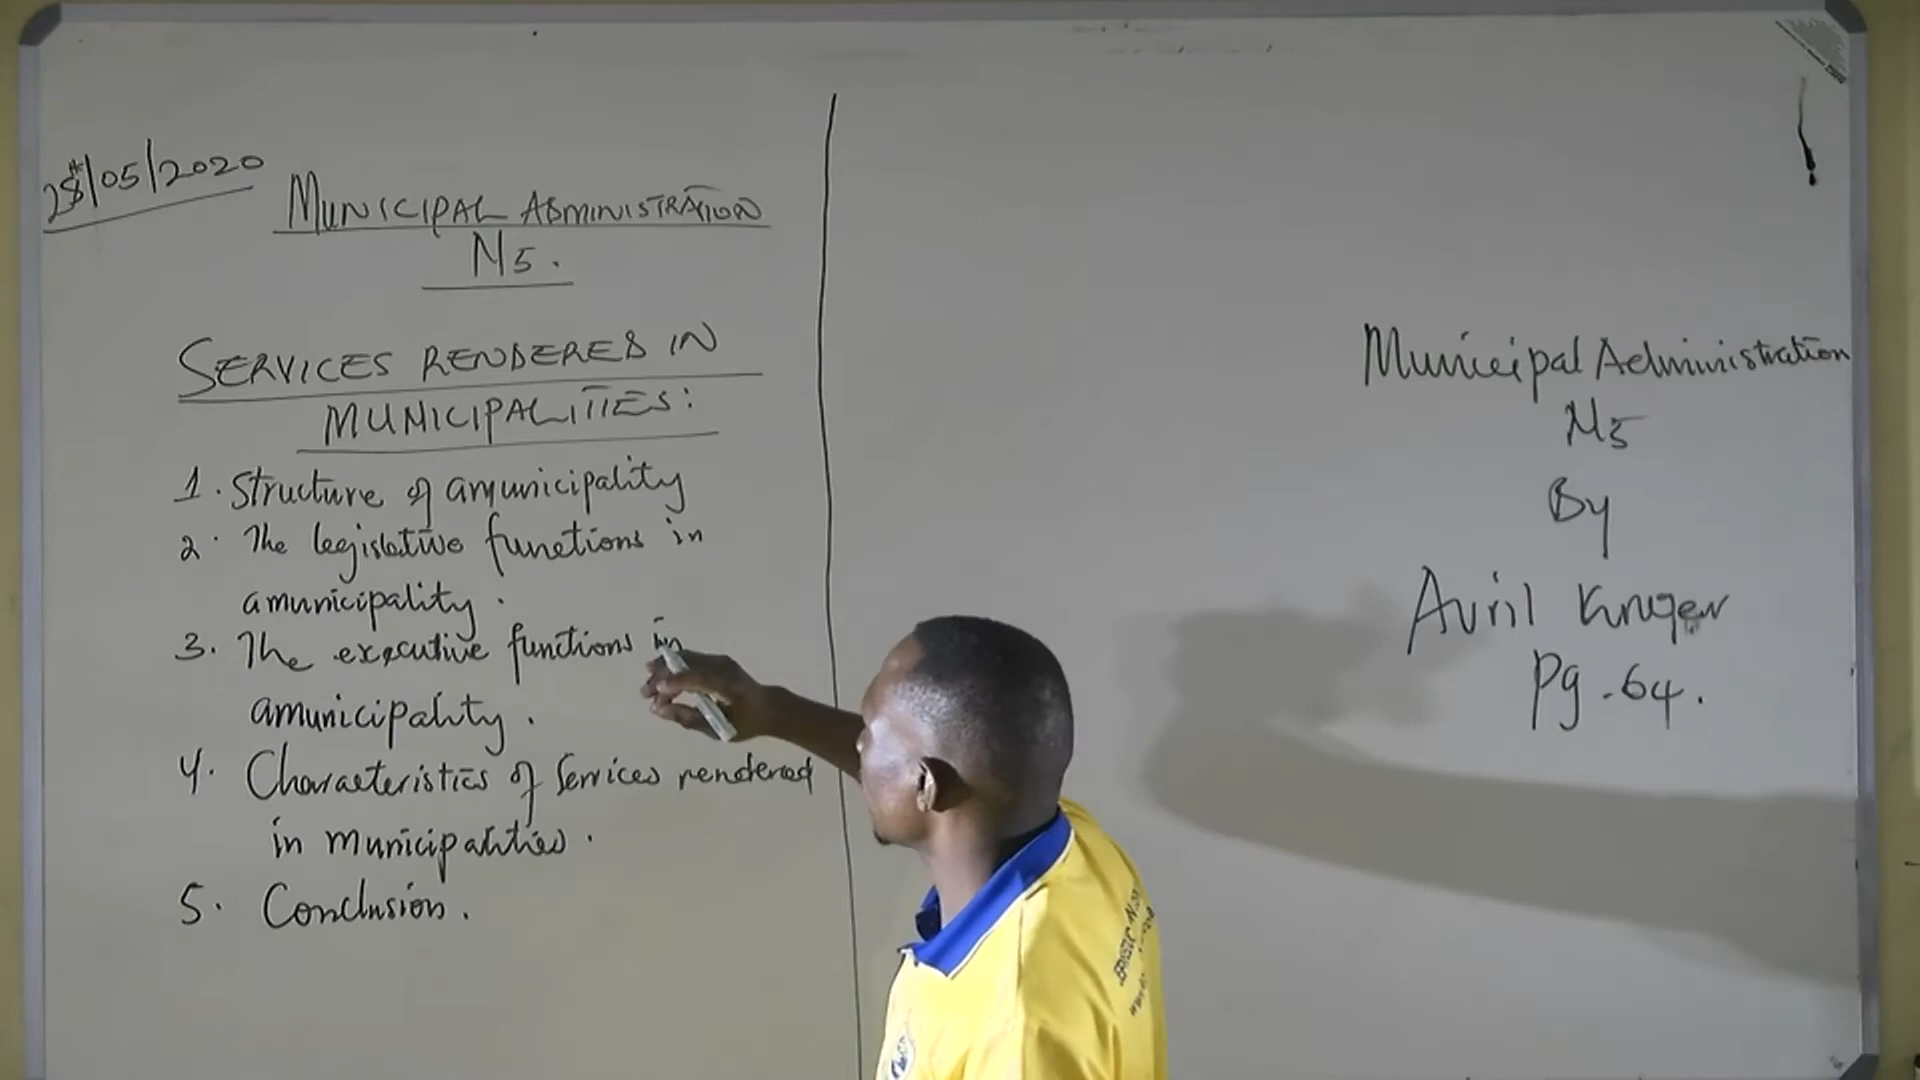 28th/05/2020
MUNICIPAL ADMINISTRATION
N5.
SERVICES RENDERED IN
MUNICIPALITIES:
1. Structure of amunicipality
2. The legislative functions in
amunicipality.
3. The executive functions in
amunicipality.
4. Characteristics of services rendered
in municipalities.
5. Conclusion.
Municipal Administration
N5
By
Avril Kruger
Pg. 64.